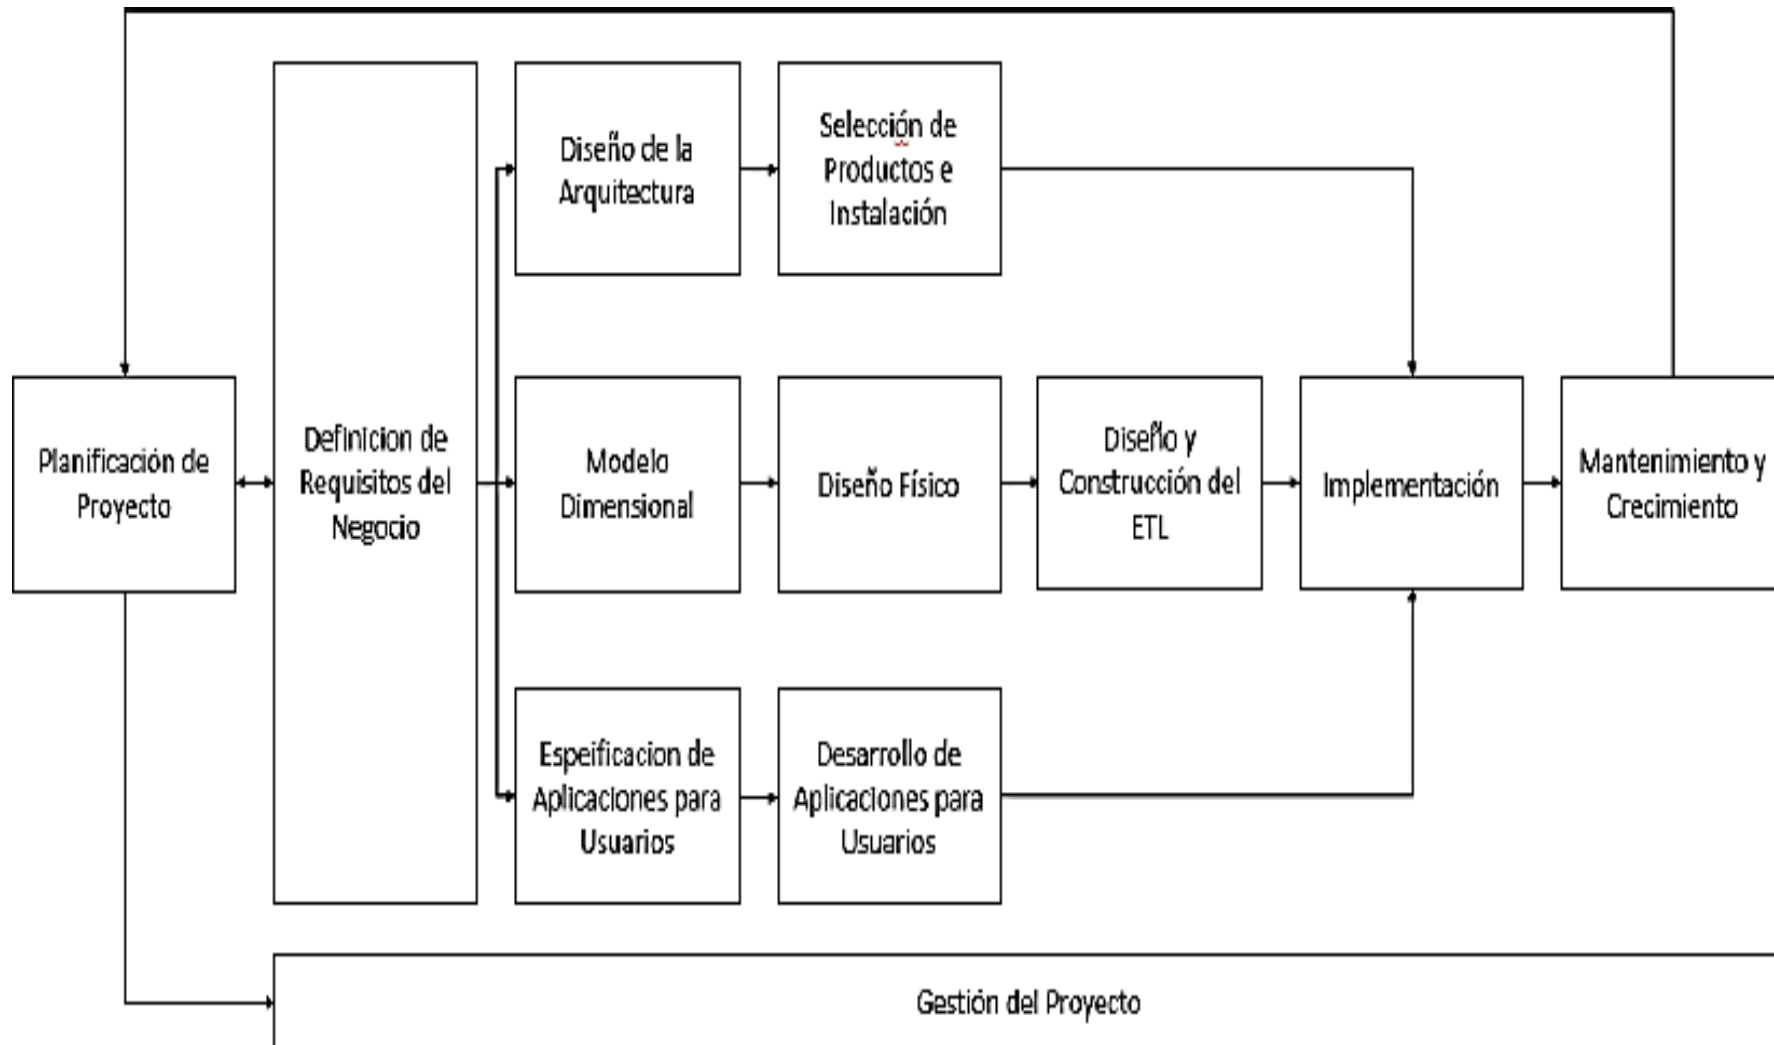 Planificación de
Proyecto
Definicion de
Requisitos del
Negocio
Diseño de la
Arquitectura
Selección de
Productos e
Instalación
Modelo
Dimensional
Diseño Físico
Diseño y
Construcción del
ETL
Implementación
Mantenimiento y
Crecimiento
Espeificacion de
Aplicaciones para
Usuarios
Desarrollo de
Aplicaciones para
Usuarios
Gestión del Proyecto